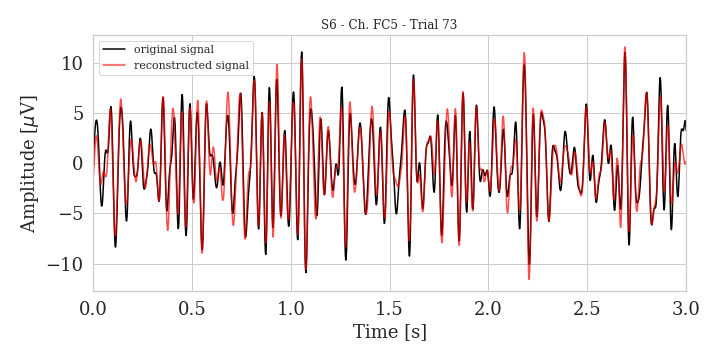 S6 - Ch. FC5 - Trial 73
original signal
reconstructed signal
Amplitude [μV]
10
5
0
−5
−10
0.0 0.5 1.0 1.5 2.0 2.5 3.0
Time [s]